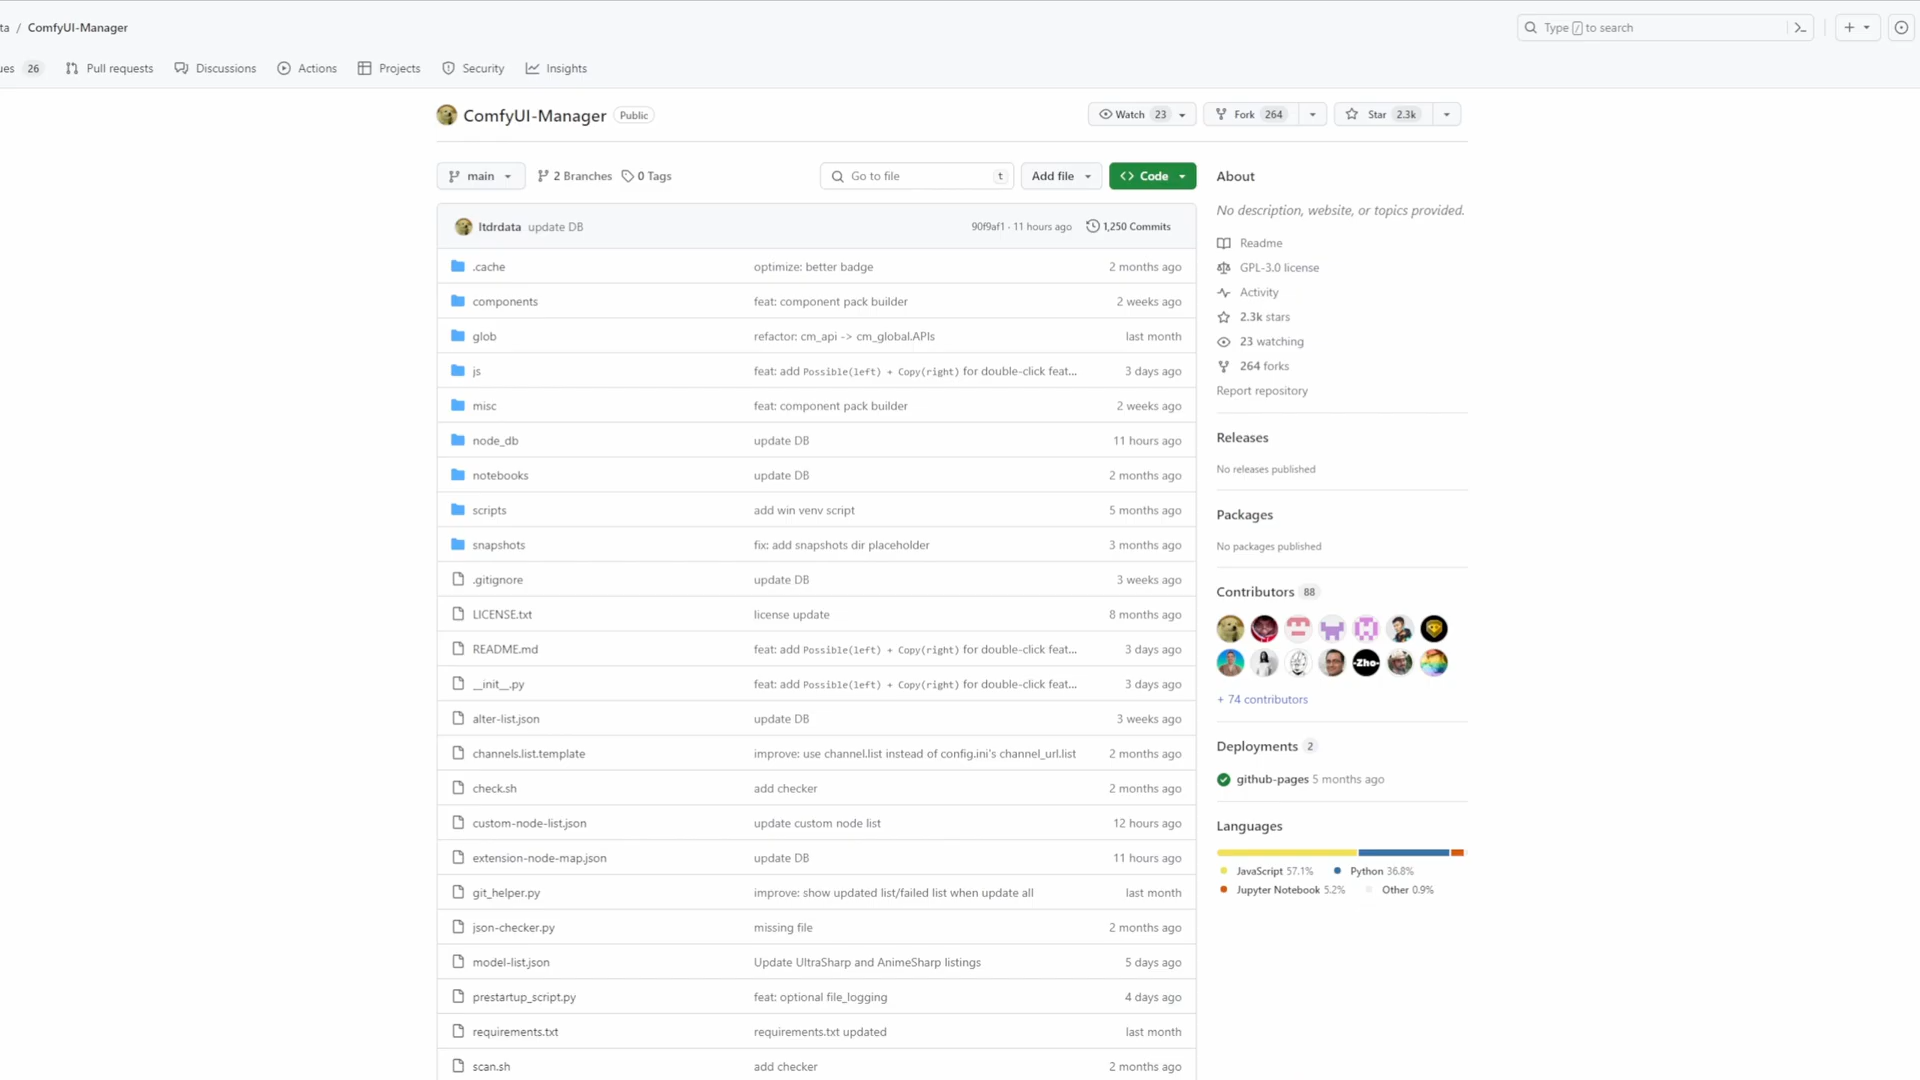 ta / ComfyUI-Manager
Type / to search
ues 26 Pull requests Discussions Actions Projects Security Insights
ComfyUI-Manager Public
Watch 23 Fork 264 Star 2.3k
main 2 Branches 0 Tags Go to file t Add file Code
ltdrdata update DB 90f9af1 · 11 hours ago 1,250 Commits
.cache optimize: better badge 2 months ago
components feat: component pack builder 2 weeks ago
glob refactor: cm_api -> cm_global.APIs last month
js feat: add Possible(left) + Copy(right) for double-click feat... 3 days ago
misc feat: component pack builder 2 weeks ago
node_db update DB 11 hours ago
notebooks update DB 2 months ago
scripts add win venv script 5 months ago
snapshots fix: add snapshots dir placeholder 3 months ago
.gitignore update DB 3 weeks ago
LICENSE.txt license update 8 months ago
README.md feat: add Possible(left) + Copy(right) for double-click feat... 3 days ago
__init__.py feat: add Possible(left) + Copy(right) for double-click feat... 3 days ago
alter-list.json update DB 3 weeks ago
channels.list.template improve: use channel.list instead of config.ini's channel_url.list 2 months ago
check.sh add checker 2 months ago
custom-node-list.json update custom node list 12 hours ago
extension-node-map.json update DB 11 hours ago
git_helper.py improve: show updated list/failed list when update all last month
json-checker.py missing file 2 months ago
model-list.json Update UltraSharp and AnimeSharp listings 5 days ago
prestartup_script.py feat: optional file_logging 4 days ago
requirements.txt requirements.txt updated last month
scan.sh add checker 2 months ago
About
No description, website, or topics provided.
Readme
GPL-3.0 license
Activity
2.3k stars
23 watching
264 forks
Report repository
Releases
No releases published
Packages
No packages published
Contributors 88
-Zho-
+ 74 contributors
Deployments 2
github-pages 5 months ago
Languages
JavaScript 57.1% Python 36.8%
Jupyter Notebook 5.2% Other 0.9%